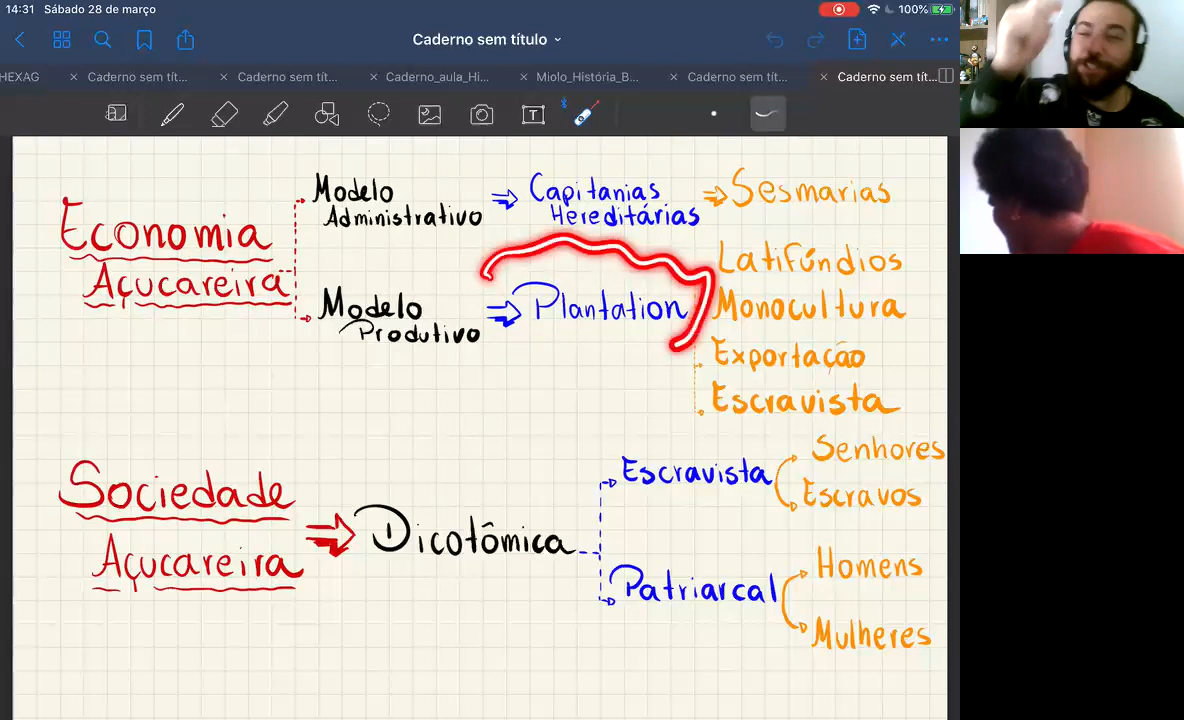 14:31 Sábado 28 de março
100%
Caderno sem título
HEXAG
Caderno sem tít...
Caderno sem tít...
Caderno_aula_Hi...
Miolo_História_B...
Caderno sem tít...
Caderno sem tít...
T
Economia
Açucareira
Modelo
Administrativo
Capitanias
Hereditárias
Sesmarias
Modelo
Produtivo
Plantation
Latifúndios
Monocultura
Exportação
Escravista
Sociedade
Açucareira
Dicotômica
Escravista
Senhores
Escravos
Patriarcal
Homens
Mulheres